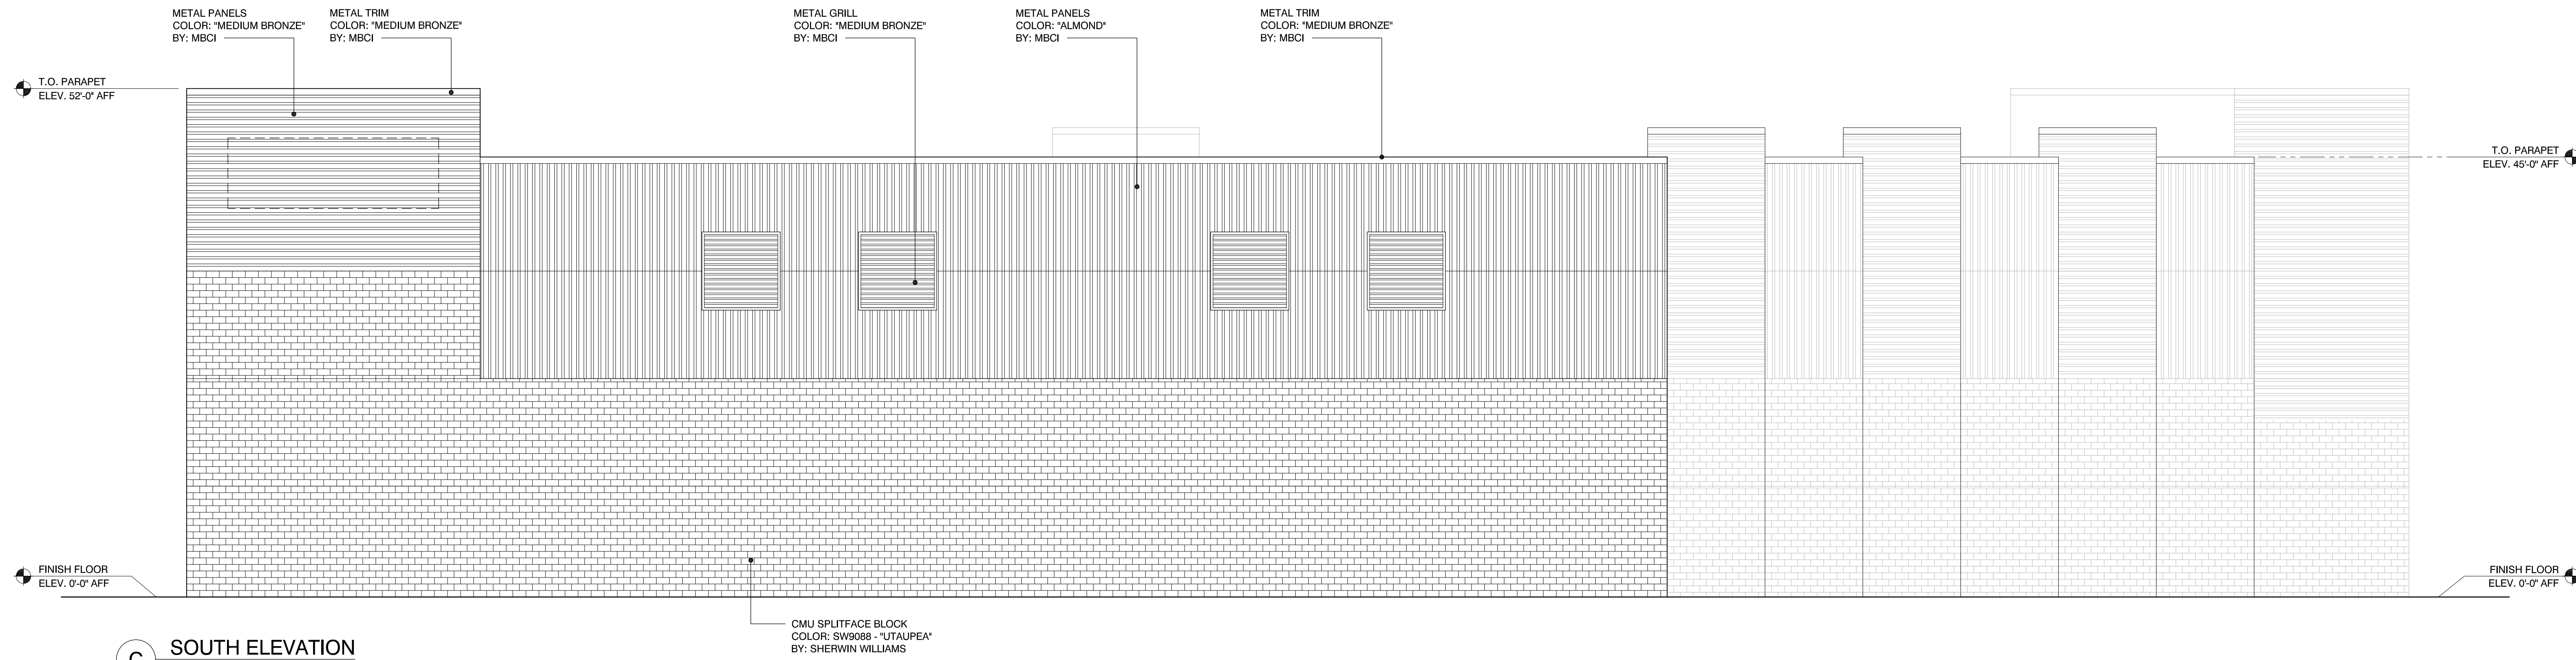 METAL PANELS
COLOR: "MEDIUM BRONZE"
BY: MBCI
METAL TRIM
COLOR: "MEDIUM BRONZE"
BY: MBCI
METAL GRILL
COLOR: "MEDIUM BRONZE"
BY: MBCI
METAL PANELS
COLOR: "ALMOND"
BY: MBCI
METAL TRIM
COLOR: "MEDIUM BRONZE"
BY: MBCI
T.O. PARAPET
ELEV. 52'-0" AFF
T.O. PARAPET
ELEV. 45'-0" AFF
FINISH FLOOR
ELEV. 0'-0" AFF
FINISH FLOOR
ELEV. 0'-0" AFF
CMU SPLITFACE BLOCK
COLOR: SW9088 - "UTAUPEA"
BY: SHERWIN WILLIAMS
SOUTH ELEVATION